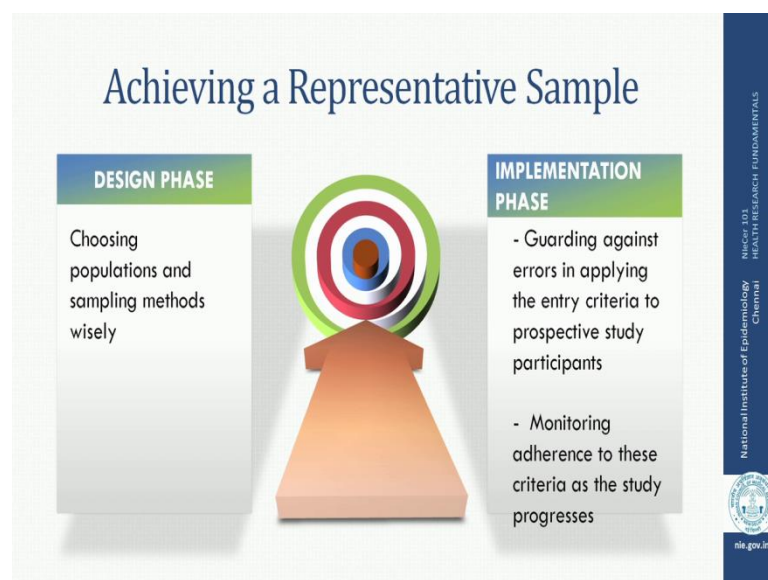 Achieving a Representative Sample
DESIGN PHASE
Choosing
populations and
sampling methods
wisely
IMPLEMENTATION
PHASE
- Guarding against
errors in applying
the entry criteria to
prospective study
participants
- Monitoring
adherence to these
criteria as the study
progresses
NIeCer 101
HEALTH RESEARCH FUNDAMENTALS
National Institute of Epidemiology
Chennai
nie.gov.in